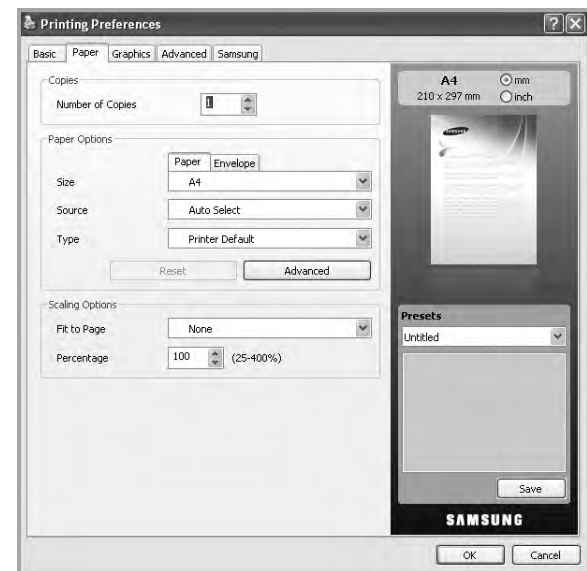 Printing Preferences
Basic Paper Graphics Advanced Samsung
Copies
Number of Copies 1
Paper Options
Paper Envelope
Size A4
Source Auto Select
Type Printer Default
Reset Advanced
Scaling Options
Fit to Page None
Percentage 100 (25-400%)
A4 mm
210 x 297 mm inch
SAMSUNG
Presets
Untitled
Save
SAMSUNG
OK Cancel